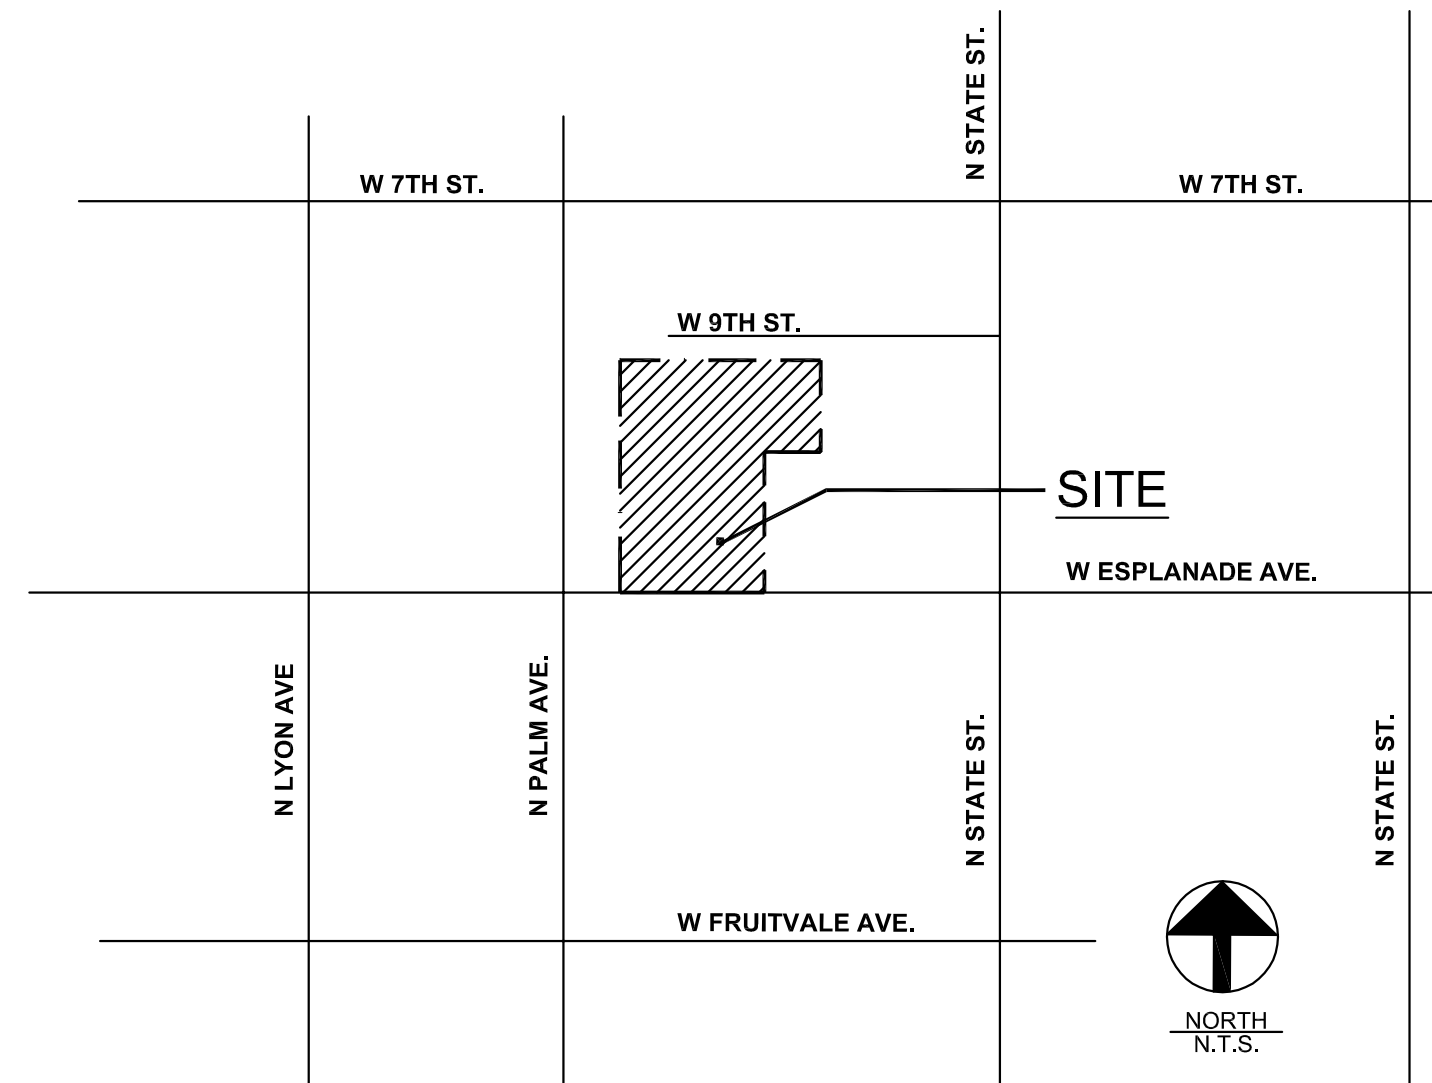 N STATE ST.
W 7TH ST.
W 7TH ST.
W 9TH ST.
SITE
W ESPLANADE AVE.
N LYON AVE
N PALM AVE.
N STATE ST.
N STATE ST.
W FRUITVALE AVE.
NORTH
N.T.S.